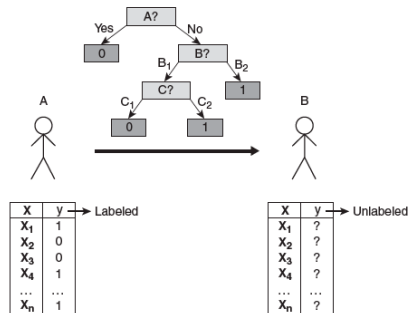 A?
Yes No
0 B?
B1 B2
C? 1
C1 C2
0 1
A B
X y Labeled
X1 1
X2 0
X3 0
X4 1
... ...
Xn 1
X y Unlabeled
X1 ?
X2 ?
X3 ?
X4 ?
... ...
Xn ?